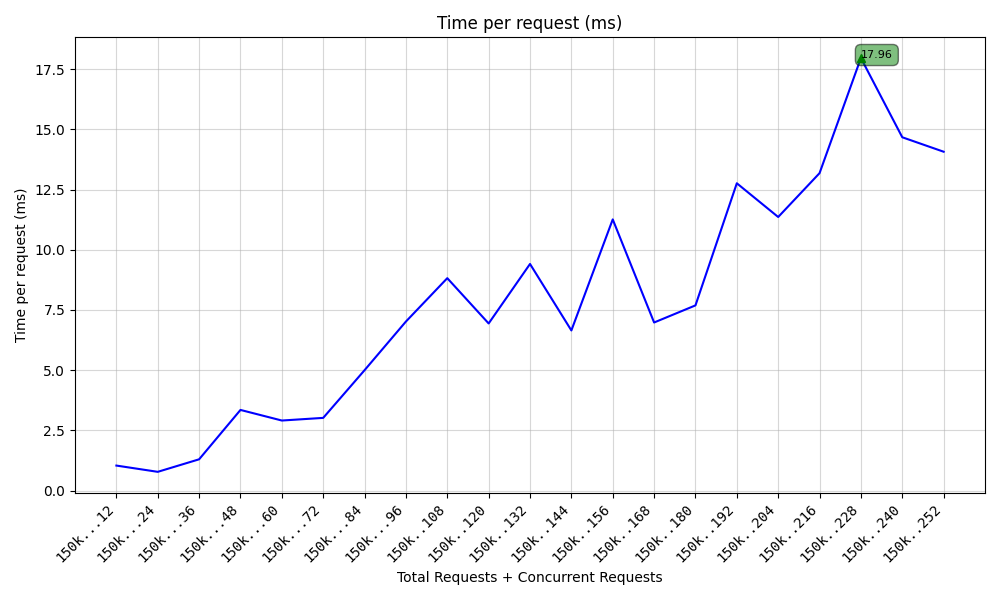 Time per request (ms)
17.96
Time per request (ms)
17.5
15.0
12.5
10.0
7.5
5.0
2.5
0.0
150k...12
150k...24
150k...36
150k...48
150k...60
150k...72
150k...84
150k...96
150k..108
150k..120
150k..132
150k..144
150k..156
150k..168
150k..180
150k..192
150k..204
150k..216
150k..228
150k..240
150k..252
Total Requests + Concurrent Requests